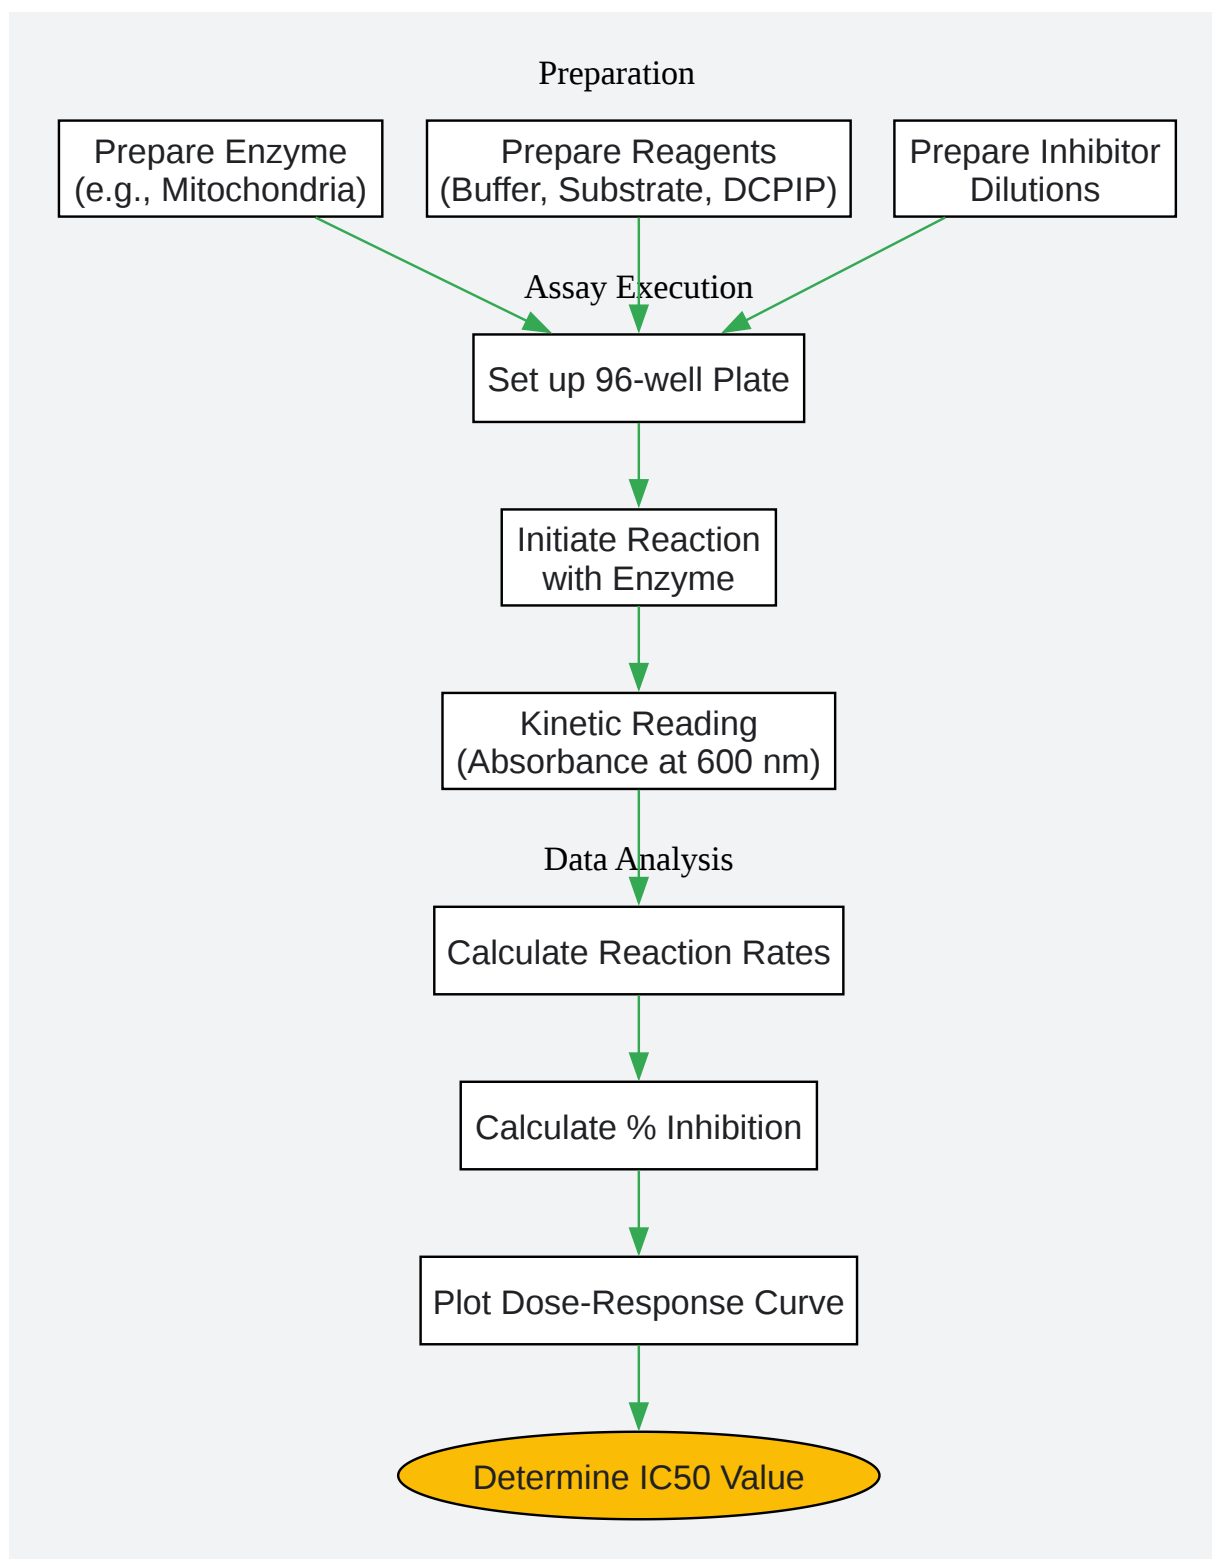 Preparation
Prepare Enzyme
(e.g., Mitochondria)
Prepare Reagents
(Buffer, Substrate, DCPIP)
Prepare Inhibitor
Dilutions
Assay Execution
Set up 96-well Plate
Initiate Reaction
with Enzyme
Kinetic Reading
(Absorbance at 600 nm)
Data Analysis
Calculate Reaction Rates
Calculate % Inhibition
Plot Dose-Response Curve
Determine IC50 Value